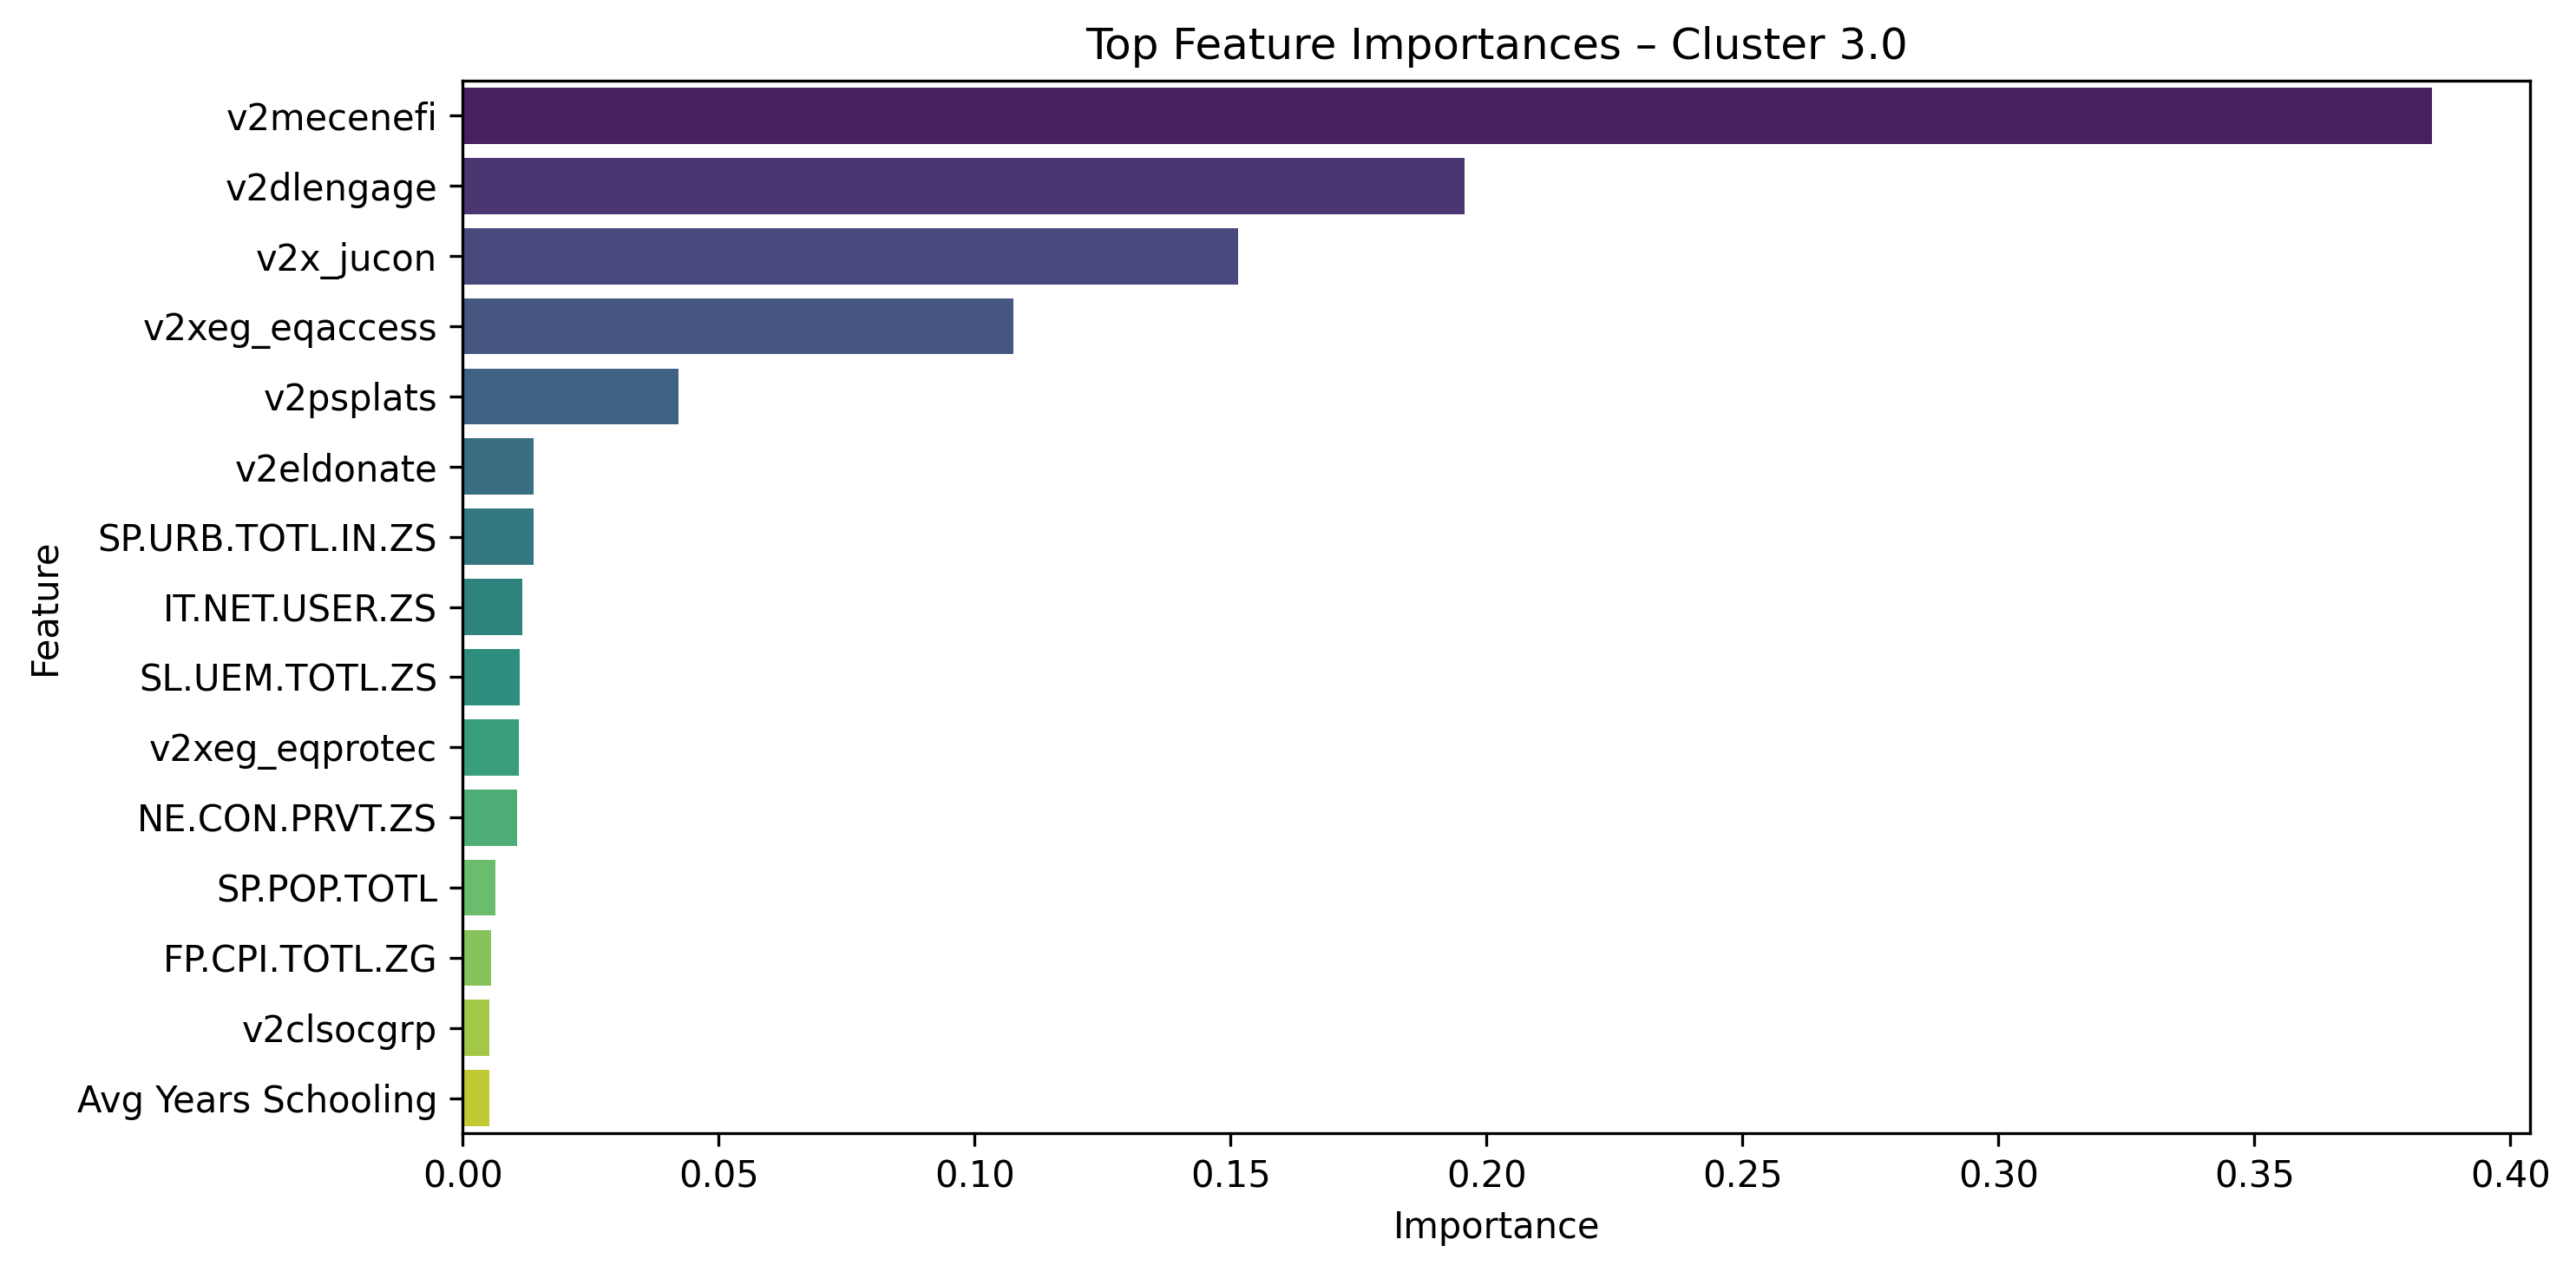 Top Feature Importances – Cluster 3.0
Feature
v2mecenefi
v2dlengage
v2x_jucon
v2xeg_eqaccess
v2psplats
v2eldonate
SP.URB.TOTL.IN.ZS
IT.NET.USER.ZS
SL.UEM.TOTL.ZS
v2xeg_eqprotec
NE.CON.PRVT.ZS
SP.POP.TOTL
FP.CPI.TOTL.ZG
v2clsocgrp
Avg Years Schooling
0.00 0.05 0.10 0.15 0.20 0.25 0.30 0.35 0.40
Importance